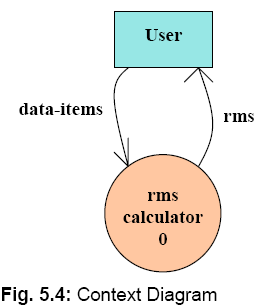 User
data-items
rms
rms
calculator
0
Fig. 5.4: Context Diagram